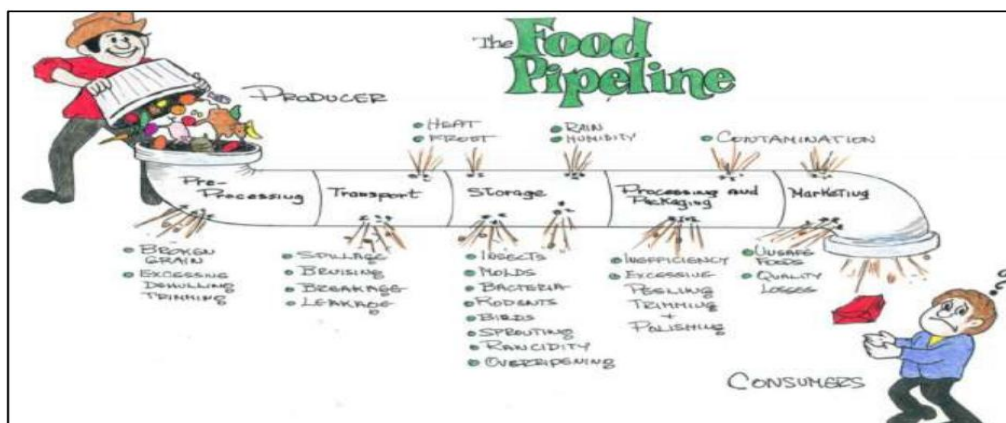 The Food
Pipeline
PRODUCER
HEAT
FROST
RAIN
HUMIDITY
CONTAMINATION
Pre-
Processing
Transport
Storage
Processing and
Packaging
Marketing
BROKEN
GRAIN
EXCESSIVE
DEHULLING
TRIMMING
SPILLAGE
BRUISING
BREAKAGE
LEAKAGE
INSECTS
MOLDS
BACTERIA
RODENTS
BIRDS
SPROUTING
RANCIDITY
OVERRIPENING
INEFFICIENCY
EXCESSIVE
PEELING
TRIMMING
+
POLISHING
UNSAFE
FOODS
QUALITY
LOSSES
CONSUMERS